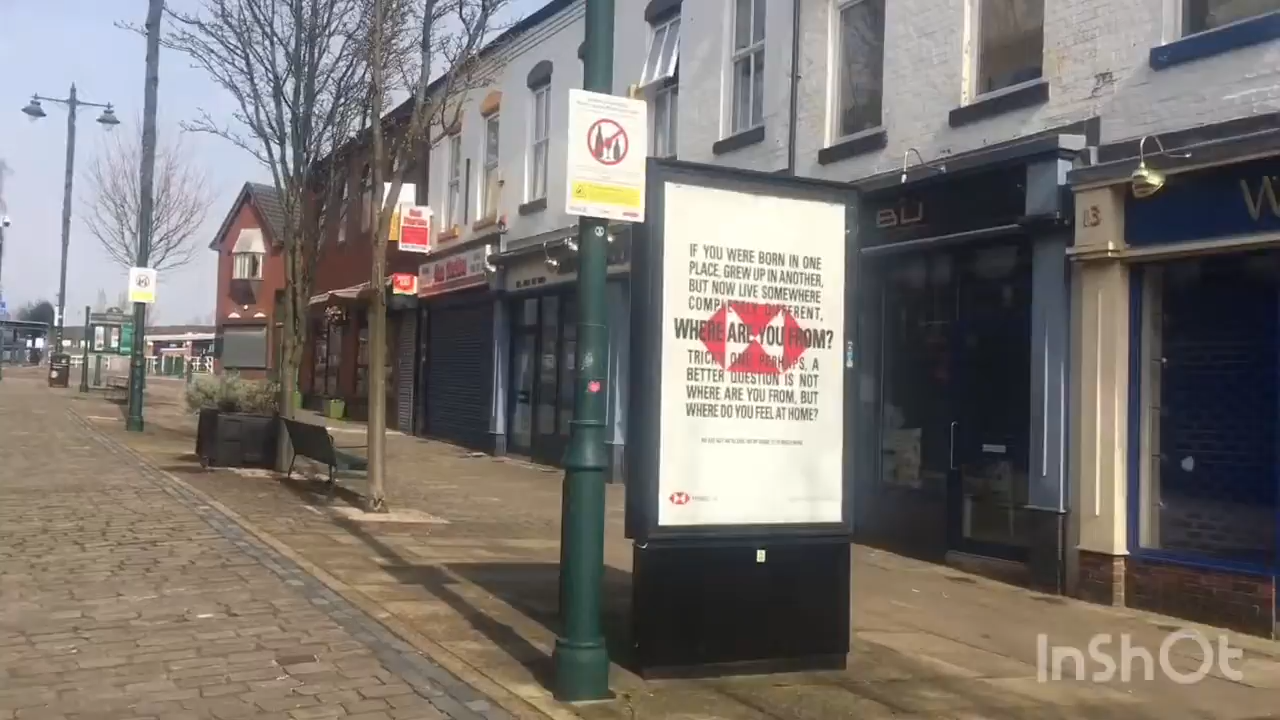 IF YOU WERE BORN IN ONE
PLACE, GREW UP IN ANOTHER,
BUT NOW LIVE SOMEWHERE
COMPLETELY DIFFERENT,
WHERE ARE YOU FROM?
TRICKY ONE PERHAPS, A
BETTER QUESTION IS NOT
WHERE ARE YOU FROM, BUT
WHERE DO YOU FEEL AT HOME?
BU
13
W
InShOt